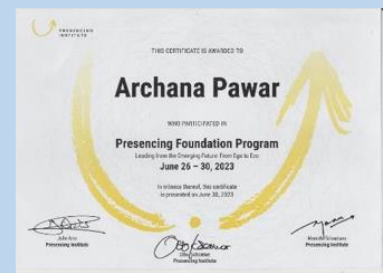 PRESENCING
INSTITUTE
THIS CERTIFICATE IS AWARDED TO
Archana Pawar
WHO PARTICIPATED IN
Presencing Foundation Program
Leading from the Emerging Future From Ego to Eco
June 26 – 30, 2023
In witness thereof, this certificate
is presented on June 30, 2023
Presencing Institute
Presencing Institute
Presencing Institute